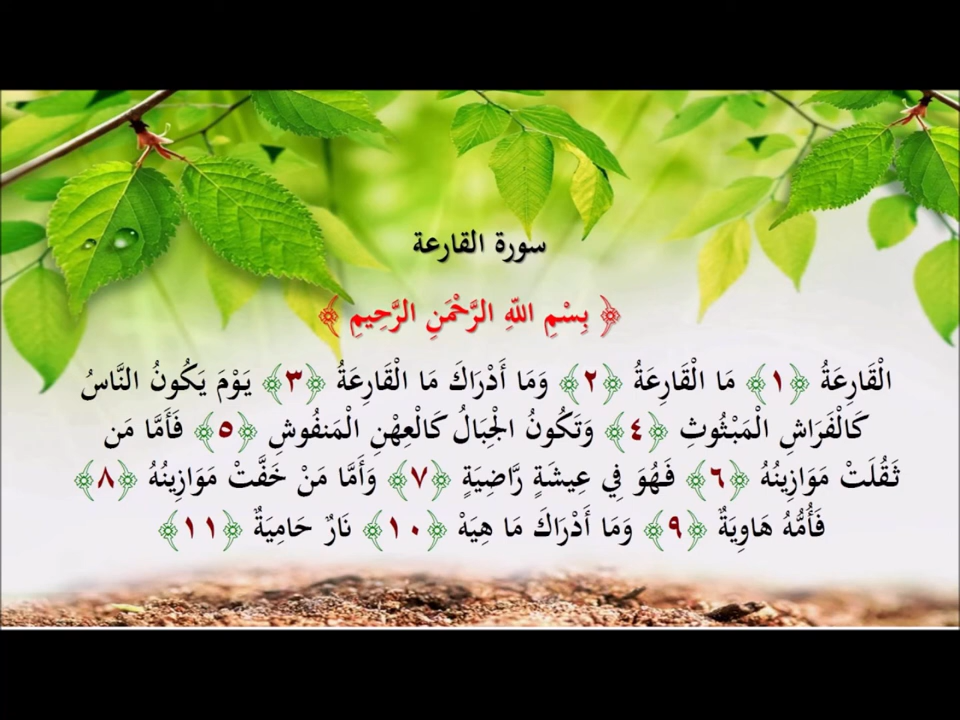 سورة القارعة
﴿ بِسْمِ اللّهِ الرَّحْمَنِ الرَّحِيمِ ﴾
الْقَارِعَةُ ﴿١﴾ مَا الْقَارِعَةُ ﴿٢﴾ وَمَا أَدْرَاكَ مَا الْقَارِعَةُ ﴿٣﴾ يَوْمَ يَكُونُ النَّاسُ
كَالْفَرَاشِ الْمَبْثُوثِ ﴿٤﴾ وَتَكُونُ الْجِبَالُ كَالْعِهْنِ الْمَنفُوشِ ﴿٥﴾ فَأَمَّا مَن
ثَقُلَتْ مَوَازِينُهُ ﴿٦﴾ فَهُوَ فِي عِيشَةٍ رَّاضِيَةٍ ﴿٧﴾ وَأَمَّا مَنْ خَفَّتْ مَوَازِينُهُ ﴿٨﴾
فَأُمُّهُ هَاوِيَةٌ ﴿٩﴾ وَمَا أَدْرَاكَ مَا هِيَهْ ﴿١٠﴾ نَارٌ حَامِيَةٌ ﴿١١﴾